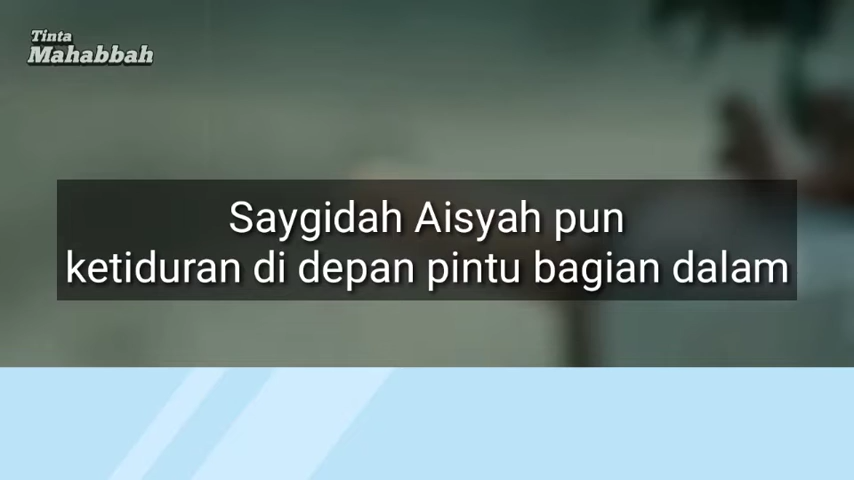 Tinta
Mahabbah
Saygidah Aisyah pun
ketiduran di depan pintu bagian dalam